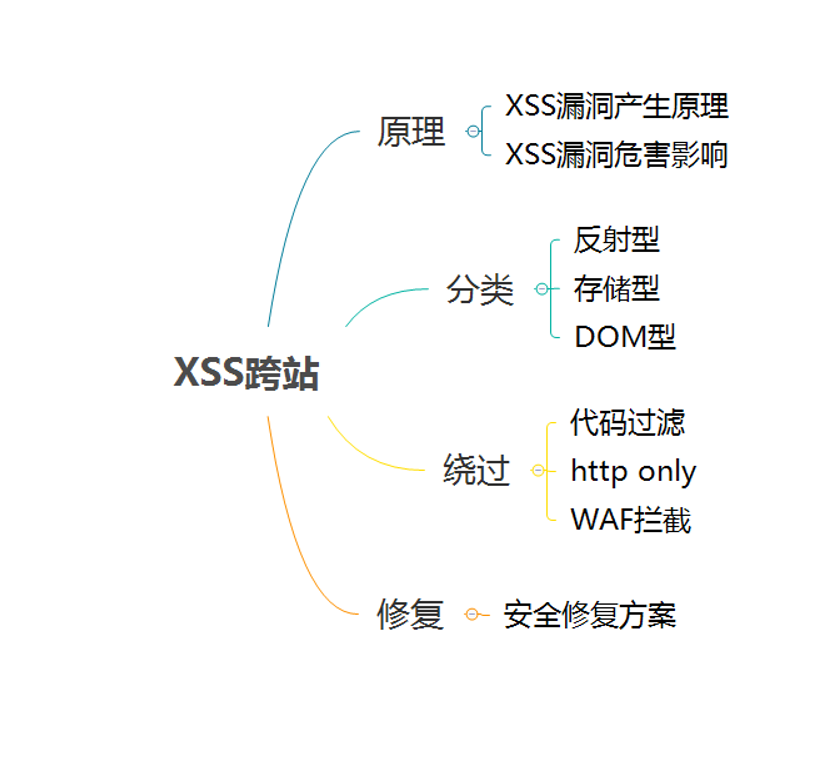 XSS跨站
原理
XSS漏洞产生原理
XSS漏洞危害影响
分类
反射型
存储型
DOM型
绕过
代码过滤
http only
WAF拦截
修复
安全修复方案